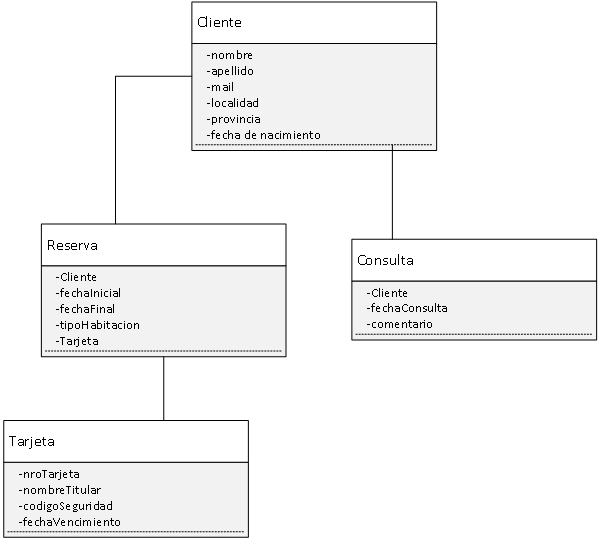 Cliente
-nombre
-apellido
-mail
-localidad
-provincia
-fecha de nacimiento
Reserva
-Cliente
-fechaInicial
-fechaFinal
-tipoHabitacion
-Tarjeta
Consulta
-Cliente
-fechaConsulta
-comentario
Tarjeta
-nroTarjeta
-nombreTitular
-codigoSeguridad
-fechaVencimiento